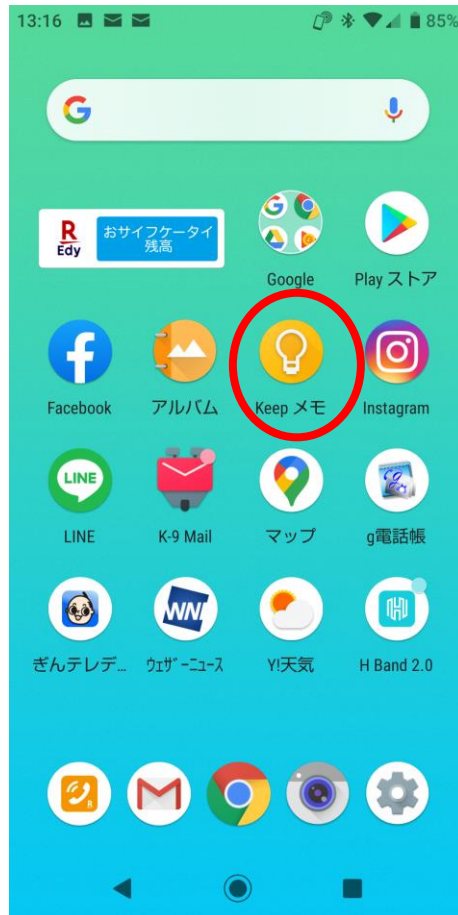 13:16
85%
G
R
Edy
おサイフケータイ
残高
Google
Play ストア
Facebook
アルバム
Keep メモ
Instagram
LINE
LINE
K-9 Mail
マップ
g電話帳
WNI
ぎんテレデ...
ウェザーニュース
Y!天気
H Band 2.0
R